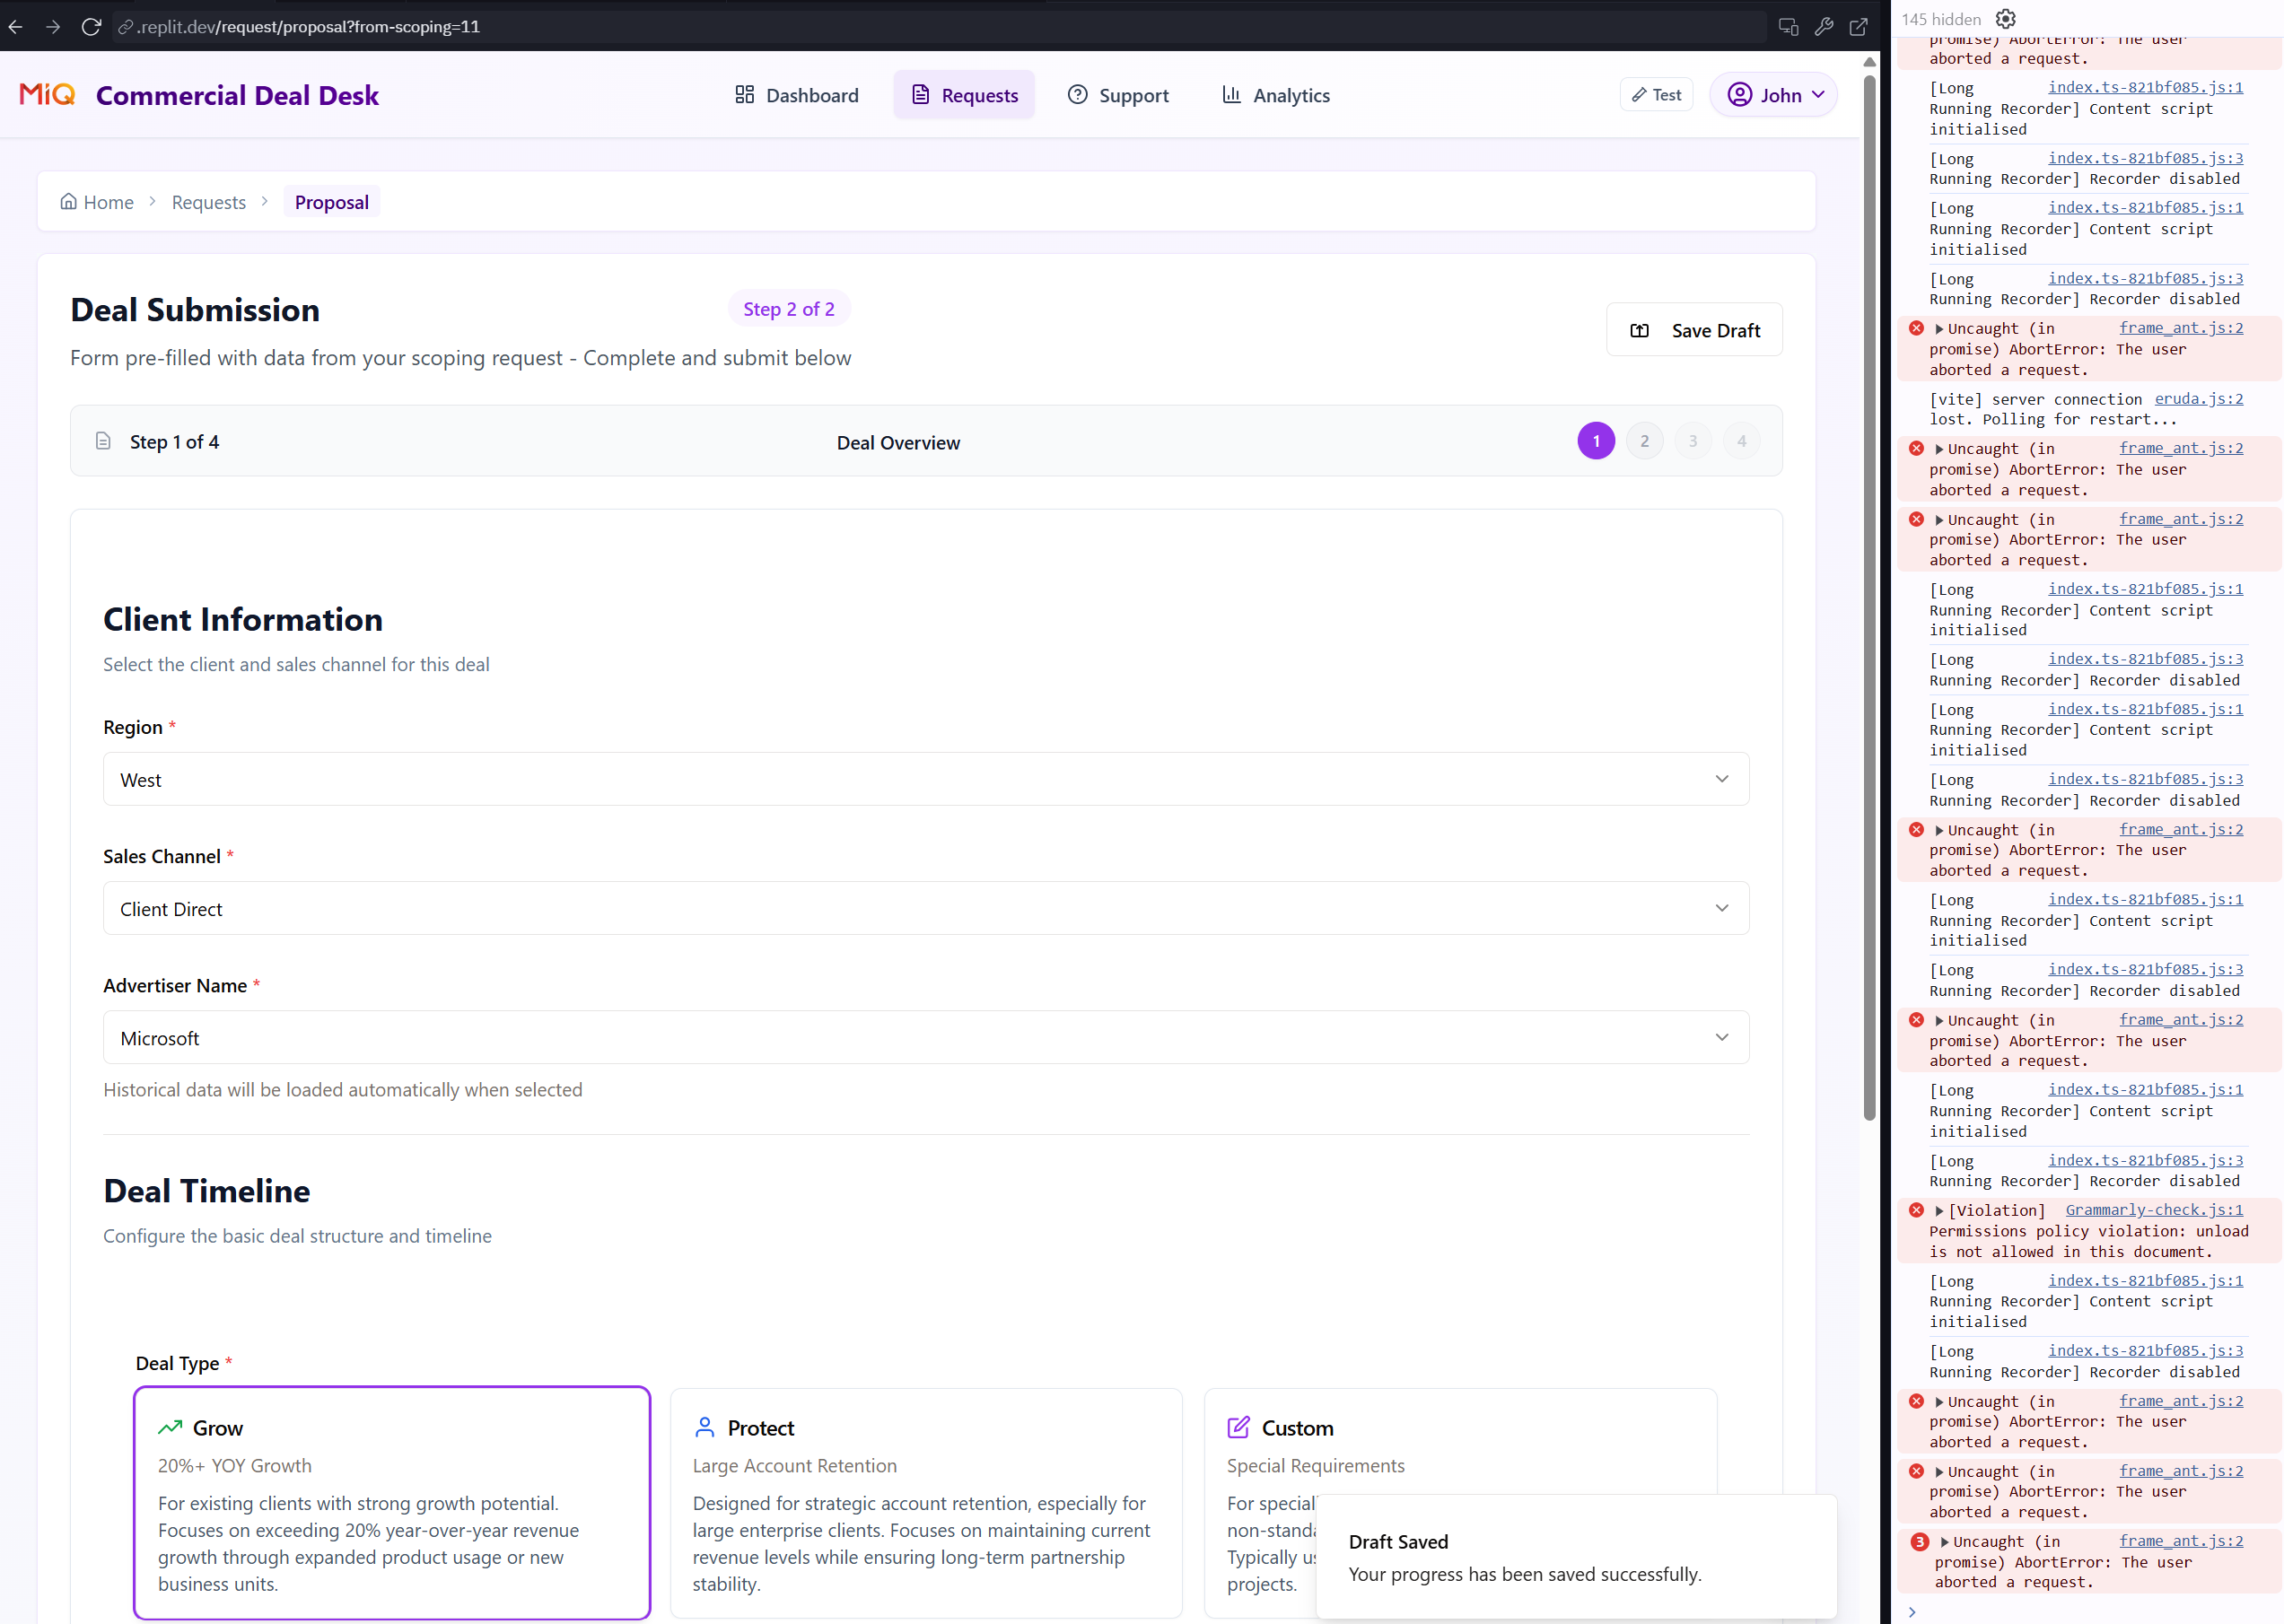 .replit.dev/request/proposal?from-scoping=11
MiQ Commercial Deal Desk
Dashboard
Requests
Support
Analytics
Test
John
Home
Requests
Proposal
Deal Submission
Step 2 of 2
Form pre-filled with data from your scoping request - Complete and submit below
Save Draft
Step 1 of 4
Deal Overview
1
2
3
4
Client Information
Select the client and sales channel for this deal
Region *
West
Sales Channel *
Client Direct
Advertiser Name *
Microsoft
Historical data will be loaded automatically when selected
Deal Timeline
Configure the basic deal structure and timeline
Deal Type *
Grow
20%+ YOY Growth
For existing clients with strong growth potential.
Focuses on exceeding 20% year-over-year revenue
growth through expanded product usage or new
business units.
Protect
Large Account Retention
Designed for strategic account retention, especially for
large enterprise clients. Focuses on maintaining current
revenue levels while ensuring long-term partnership
stability.
Custom
Special Requirements
For special
non-standa
Typically us
projects.
Draft Saved
Your progress has been saved successfully.
145 hidden
promise) AbortError: The user
aborted a request.
[Long index.ts-821bf085.js:1
Running Recorder] Content script
initialised
[Long index.ts-821bf085.js:3
Running Recorder] Recorder disabled
[Long index.ts-821bf085.js:1
Running Recorder] Content script
initialised
[Long index.ts-821bf085.js:3
Running Recorder] Recorder disabled
Uncaught (in frame_ant.js:2
promise) AbortError: The user
aborted a request.
[vite] server connection eruda.js:2
lost. Polling for restart...
Uncaught (in frame_ant.js:2
promise) AbortError: The user
aborted a request.
Uncaught (in frame_ant.js:2
promise) AbortError: The user
aborted a request.
[Long index.ts-821bf085.js:1
Running Recorder] Content script
initialised
[Long index.ts-821bf085.js:3
Running Recorder] Recorder disabled
[Long index.ts-821bf085.js:1
Running Recorder] Content script
initialised
[Long index.ts-821bf085.js:3
Running Recorder] Recorder disabled
Uncaught (in frame_ant.js:2
promise) AbortError: The user
aborted a request.
[Long index.ts-821bf085.js:1
Running Recorder] Content script
initialised
[Long index.ts-821bf085.js:3
Running Recorder] Recorder disabled
Uncaught (in frame_ant.js:2
promise) AbortError: The user
aborted a request.
[Long index.ts-821bf085.js:1
Running Recorder] Content script
initialised
[Long index.ts-821bf085.js:3
Running Recorder] Recorder disabled
[Violation] Grammarly-check.js:1
Permissions policy violation: unload
is not allowed in this document.
[Long index.ts-821bf085.js:1
Running Recorder] Content script
initialised
[Long index.ts-821bf085.js:3
Running Recorder] Recorder disabled
Uncaught (in frame_ant.js:2
promise) AbortError: The user
aborted a request.
Uncaught (in frame_ant.js:2
promise) AbortError: The user
aborted a request.
3 Uncaught (in frame_ant.js:2
promise) AbortError: The user
aborted a request.